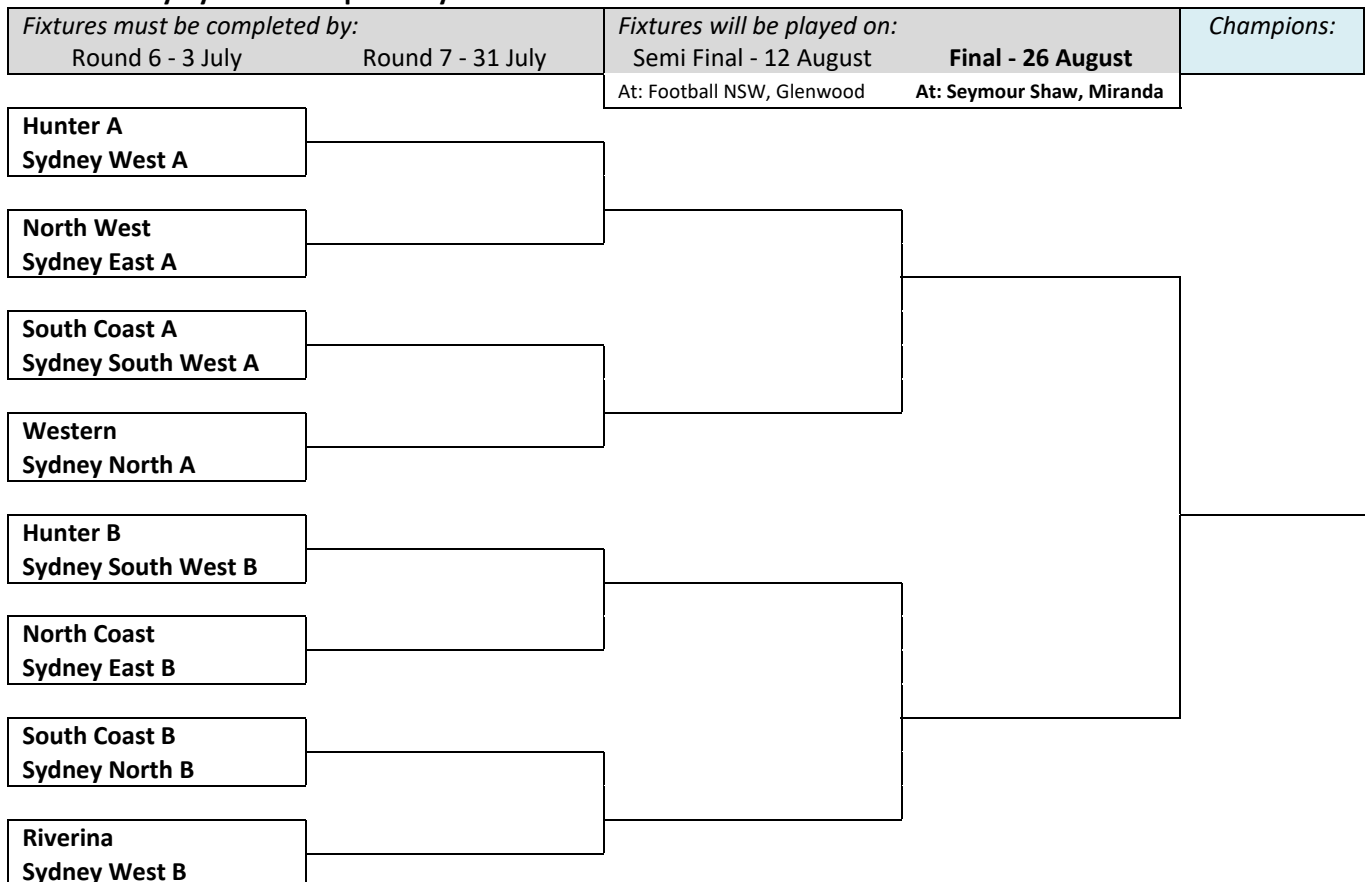 Fixtures must be completed by:
Round 6 - 3 July Round 7 - 31 July
Fixtures will be played on:
Semi Final - 12 August Final - 26 August
At: Football NSW, Glenwood At: Seymour Shaw, Miranda
Champions:
Hunter A
Sydney West A
North West
Sydney East A
South Coast A
Sydney South West A
Western
Sydney North A
Hunter B
Sydney South West B
North Coast
Sydney East B
South Coast B
Sydney North B
Riverina
Sydney West B